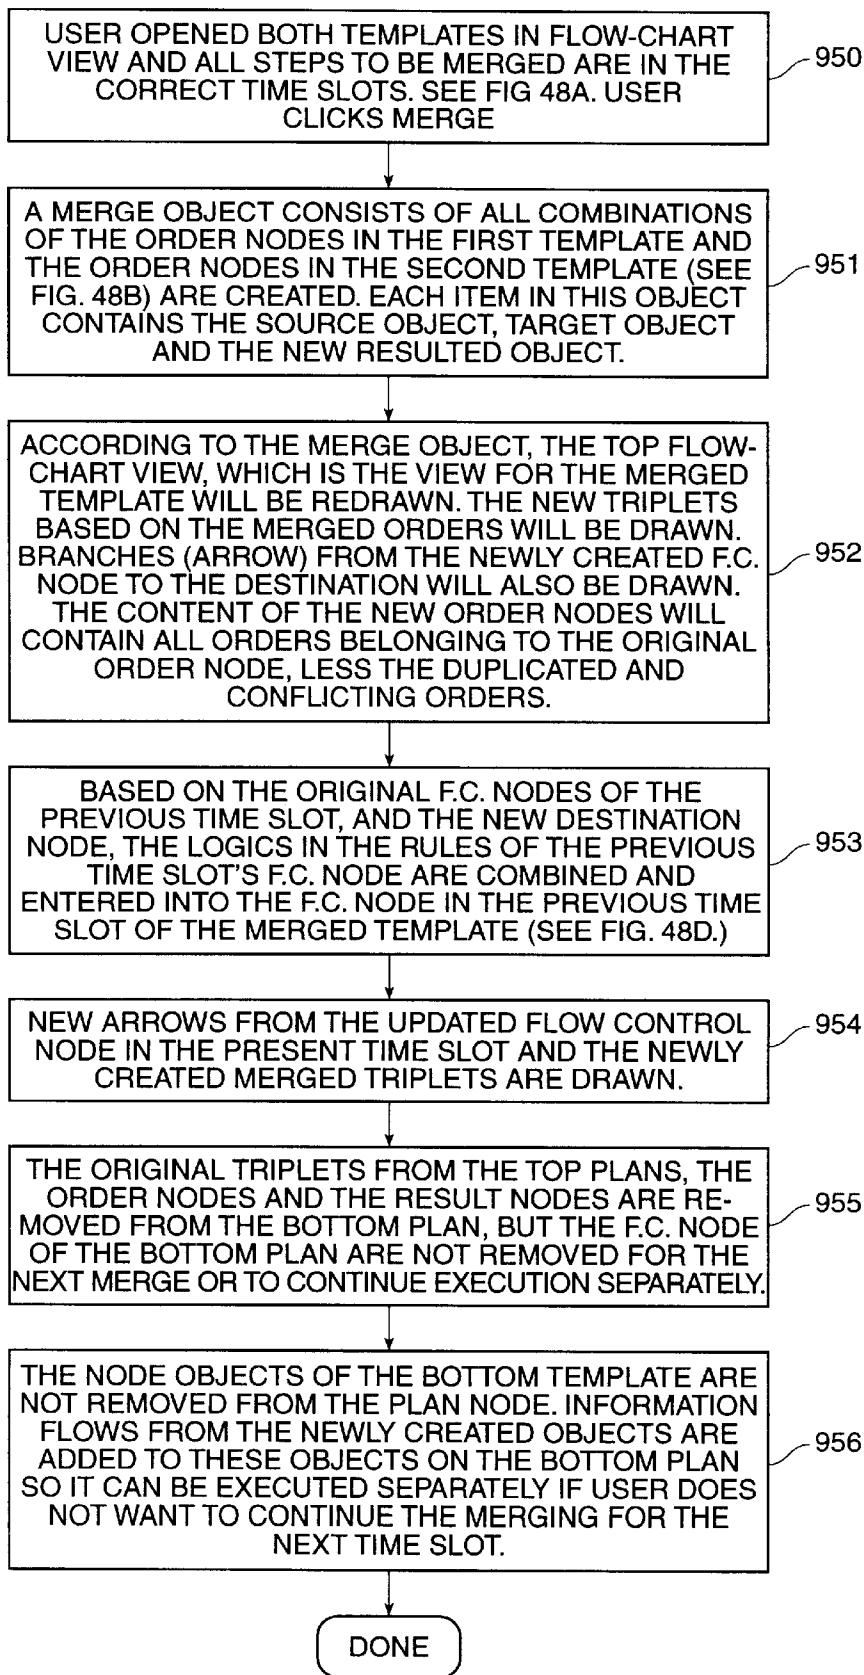 USER OPENED BOTH TEMPLATES IN FLOW-CHART
VIEW AND ALL STEPS TO BE MERGED ARE IN THE
CORRECT TIME SLOTS. SEE FIG 48A. USER
CLICKS MERGE
950
A MERGE OBJECT CONSISTS OF ALL COMBINATIONS
OF THE ORDER NODES IN THE FIRST TEMPLATE AND
THE ORDER NODES IN THE SECOND TEMPLATE (SEE
FIG. 48B) ARE CREATED. EACH ITEM IN THIS OBJECT
CONTAINS THE SOURCE OBJECT, TARGET OBJECT
AND THE NEW RESULTED OBJECT.
951
ACCORDING TO THE MERGE OBJECT, THE TOP FLOW-
CHART VIEW, WHICH IS THE VIEW FOR THE MERGED
TEMPLATE WILL BE REDRAWN. THE NEW TRIPLETS
BASED ON THE MERGED ORDERS WILL BE DRAWN.
BRANCHES (ARROW) FROM THE NEWLY CREATED F.C.
NODE TO THE DESTINATION WILL ALSO BE DRAWN.
THE CONTENT OF THE NEW ORDER NODES WILL
CONTAIN ALL ORDERS BELONGING TO THE ORIGINAL
ORDER NODE, LESS THE DUPLICATED AND
CONFLICTING ORDERS.
952
BASED ON THE ORIGINAL F.C. NODES OF THE
PREVIOUS TIME SLOT, AND THE NEW DESTINATION
NODE, THE LOGICS IN THE RULES OF THE PREVIOUS
TIME SLOT'S F.C. NODE ARE COMBINED AND
ENTERED INTO THE F.C. NODE IN THE PREVIOUS TIME
SLOT OF THE MERGED TEMPLATE (SEE FIG. 48D.)
953
NEW ARROWS FROM THE UPDATED FLOW CONTROL
NODE IN THE PRESENT TIME SLOT AND THE NEWLY
CREATED MERGED TRIPLETS ARE DRAWN.
954
THE ORIGINAL TRIPLETS FROM THE TOP PLANS, THE
ORDER NODES AND THE RESULT NODES ARE RE-
MOVED FROM THE BOTTOM PLAN, BUT THE F.C. NODE
OF THE BOTTOM PLAN ARE NOT REMOVED FOR THE
NEXT MERGE OR TO CONTINUE EXECUTION SEPARATELY.
955
THE NODE OBJECTS OF THE BOTTOM TEMPLATE ARE
NOT REMOVED FROM THE PLAN NODE. INFORMATION
FLOWS FROM THE NEWLY CREATED OBJECTS ARE
ADDED TO THESE OBJECTS ON THE BOTTOM PLAN
SO IT CAN BE EXECUTED SEPARATELY IF USER DOES
NOT WANT TO CONTINUE THE MERGING FOR THE
NEXT TIME SLOT.
956
DONE